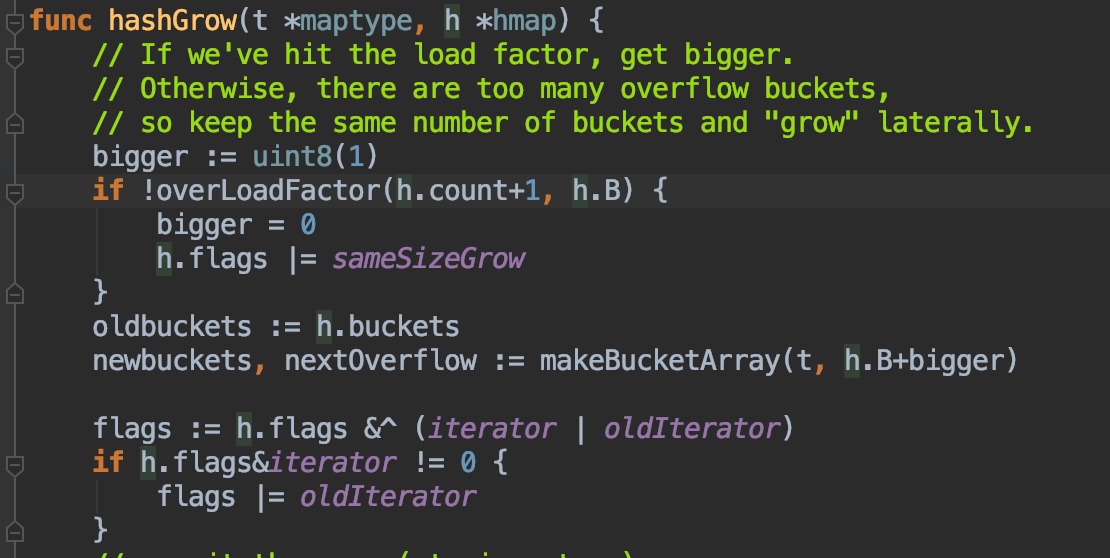 func hashGrow(t *maptype, h *hmap) {
    // If we've hit the load factor, get bigger.
    // Otherwise, there are too many overflow buckets,
    // so keep the same number of buckets and "grow" laterally.
    bigger := uint8(1)
    if !overLoadFactor(h.count+1, h.B) {
        bigger = 0
        h.flags |= sameSizeGrow
    }
    oldbuckets := h.buckets
    newbuckets, nextOverflow := makeBucketArray(t, h.B+bigger)

    flags := h.flags &^ (iterator | oldIterator)
    if h.flags&iterator != 0 {
        flags |= oldIterator
    }